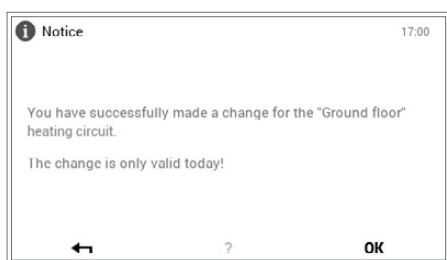 i Notice 17:00
You have successfully made a change for the "Ground floor"
heating circuit.
The change is only valid today!
? OK